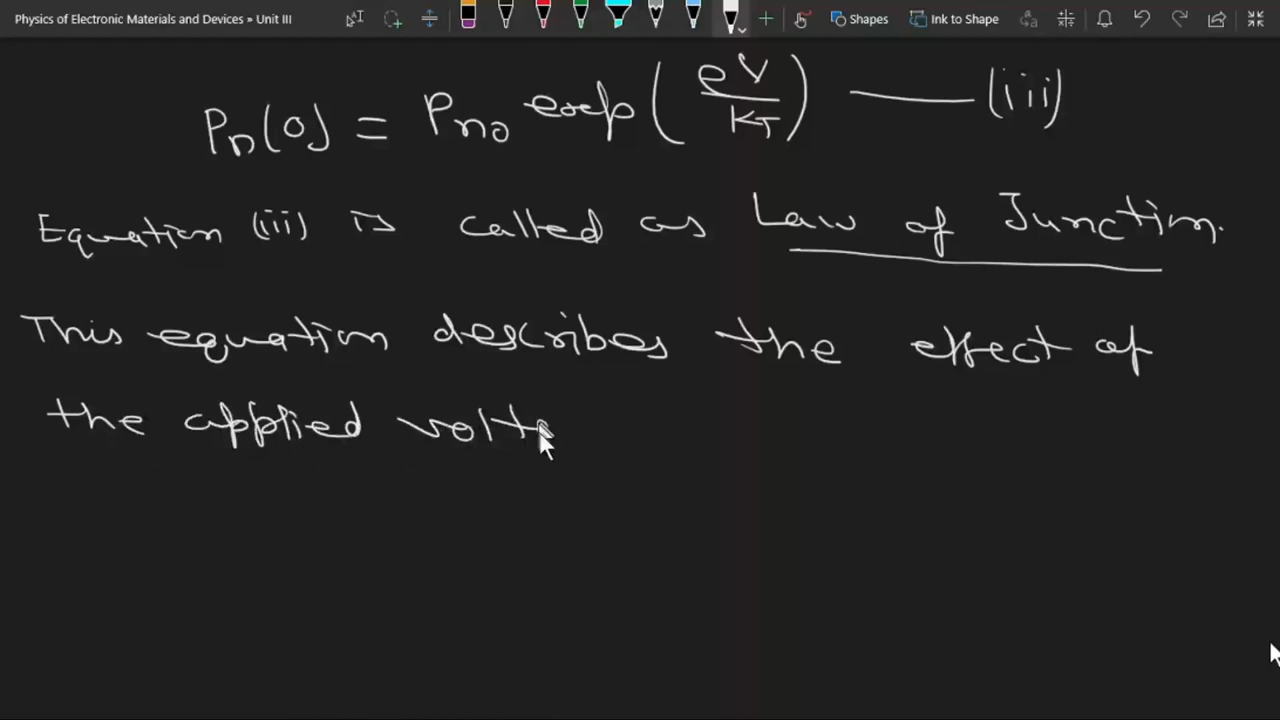 Physics of Electronic Materials and Devices » Unit III
Shapes
Ink to Shape
Pn(0) = Pno exp(eV/KT) —— (iii)
Equation (iii) is called as Law of Junction.
This equation describes the effect of
the applied volta